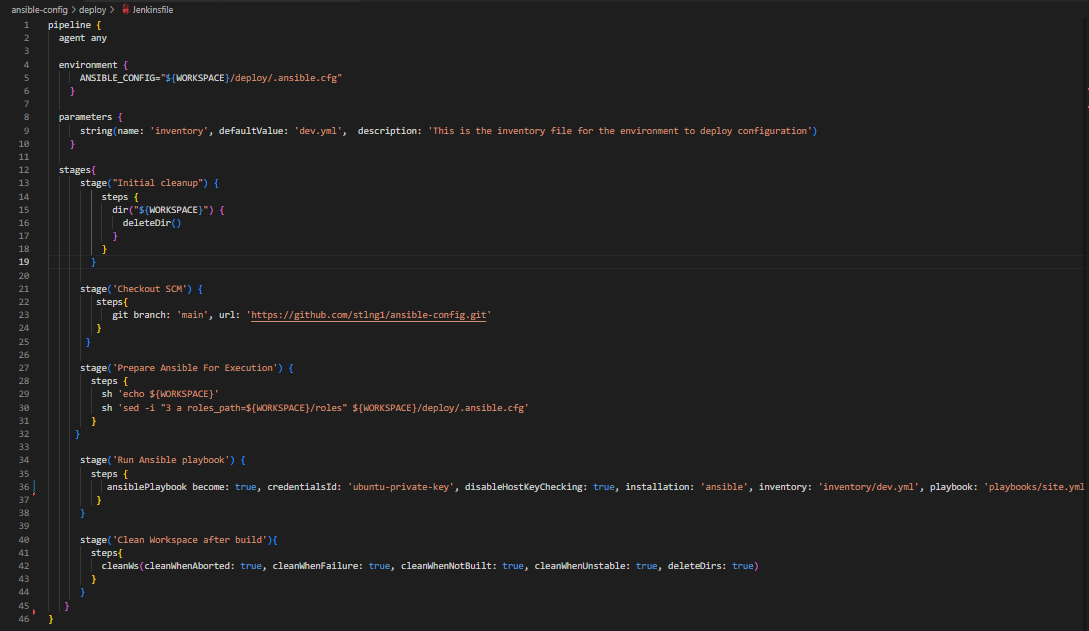 ansible-config > deploy > Jenkinsfile
1 pipeline {
2 agent any
3
4 environment {
5 ANSIBLE_CONFIG="${WORKSPACE}/deploy/.ansible.cfg"
6 }
7
8 parameters {
9 string(name: 'inventory', defaultValue: 'dev.yml', description: 'This is the inventory file for the environment to deploy configuration')
10 }
11
12 stages{
13 stage("Initial cleanup") {
14 steps {
15 dir("${WORKSPACE}") {
16 deleteDir()
17 }
18 }
19 }
20
21 stage('Checkout SCM') {
22 steps{
23 git branch: 'main', url: 'https://github.com/stlng1/ansible-config.git'
24 }
25 }
26
27 stage('Prepare Ansible For Execution') {
28 steps {
29 sh 'echo ${WORKSPACE}'
30 sh 'sed -i "3 a roles_path=${WORKSPACE}/roles" ${WORKSPACE}/deploy/.ansible.cfg'
31 }
32 }
33
34 stage('Run Ansible playbook') {
35 steps {
36 ansiblePlaybook become: true, credentialsId: 'ubuntu-private-key', disableHostKeyChecking: true, installation: 'ansible', inventory: 'inventory/dev.yml', playbook: 'playbooks/site.yml
37 }
38 }
39
40 stage('Clean Workspace after build'){
41 steps{
42 cleanWs(cleanWhenAborted: true, cleanWhenFailure: true, cleanWhenNotBuilt: true, cleanWhenUnstable: true, deleteDirs: true)
43 }
44 }
45 }
46 }